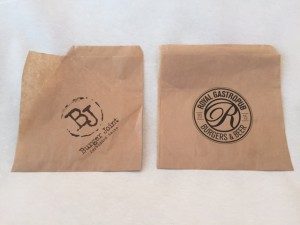 BJ
Burger Joint
ROYAL GASTROPUB
R
BURGERS & BEER